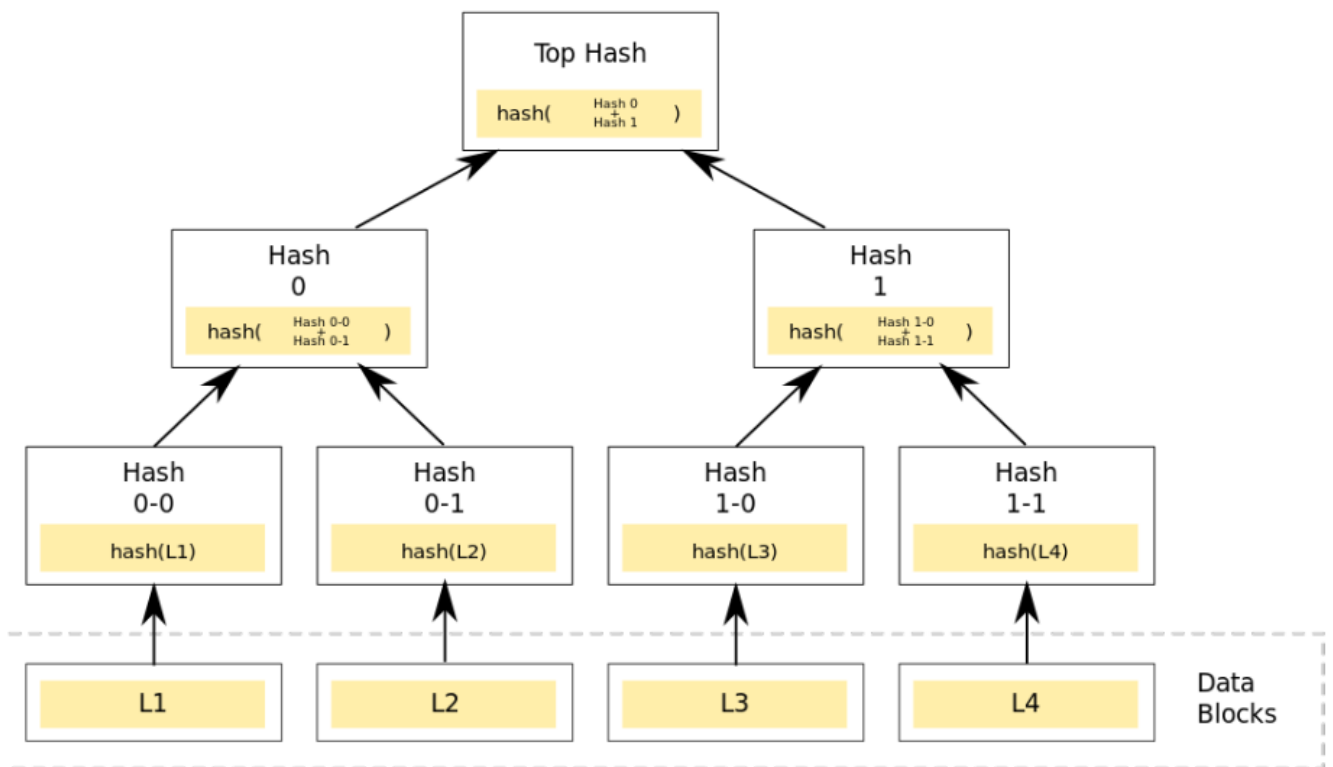 Top Hash
hash( Hash 0 + Hash 1 )
Hash
0
hash( Hash 0-0 + Hash 0-1 )
Hash
1
hash( Hash 1-0 + Hash 1-1 )
Hash
0-0
hash(L1)
Hash
0-1
hash(L2)
Hash
1-0
hash(L3)
Hash
1-1
hash(L4)
L1
L2
L3
L4
Data
Blocks